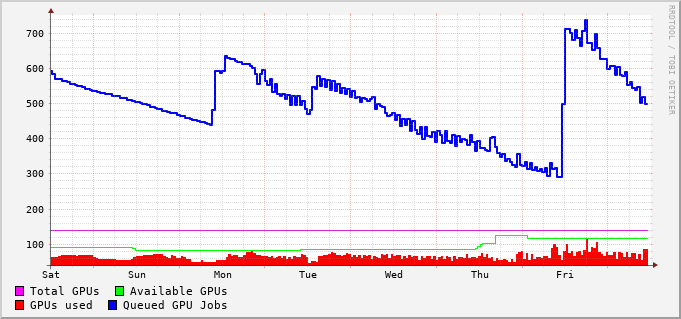 RRDTOOL / TOBI OETIKER
700
600
500
400
300
200
100
Sat Sun Mon Tue Wed Thu Fri
Total GPUs Available GPUs
GPUs used Queued GPU Jobs